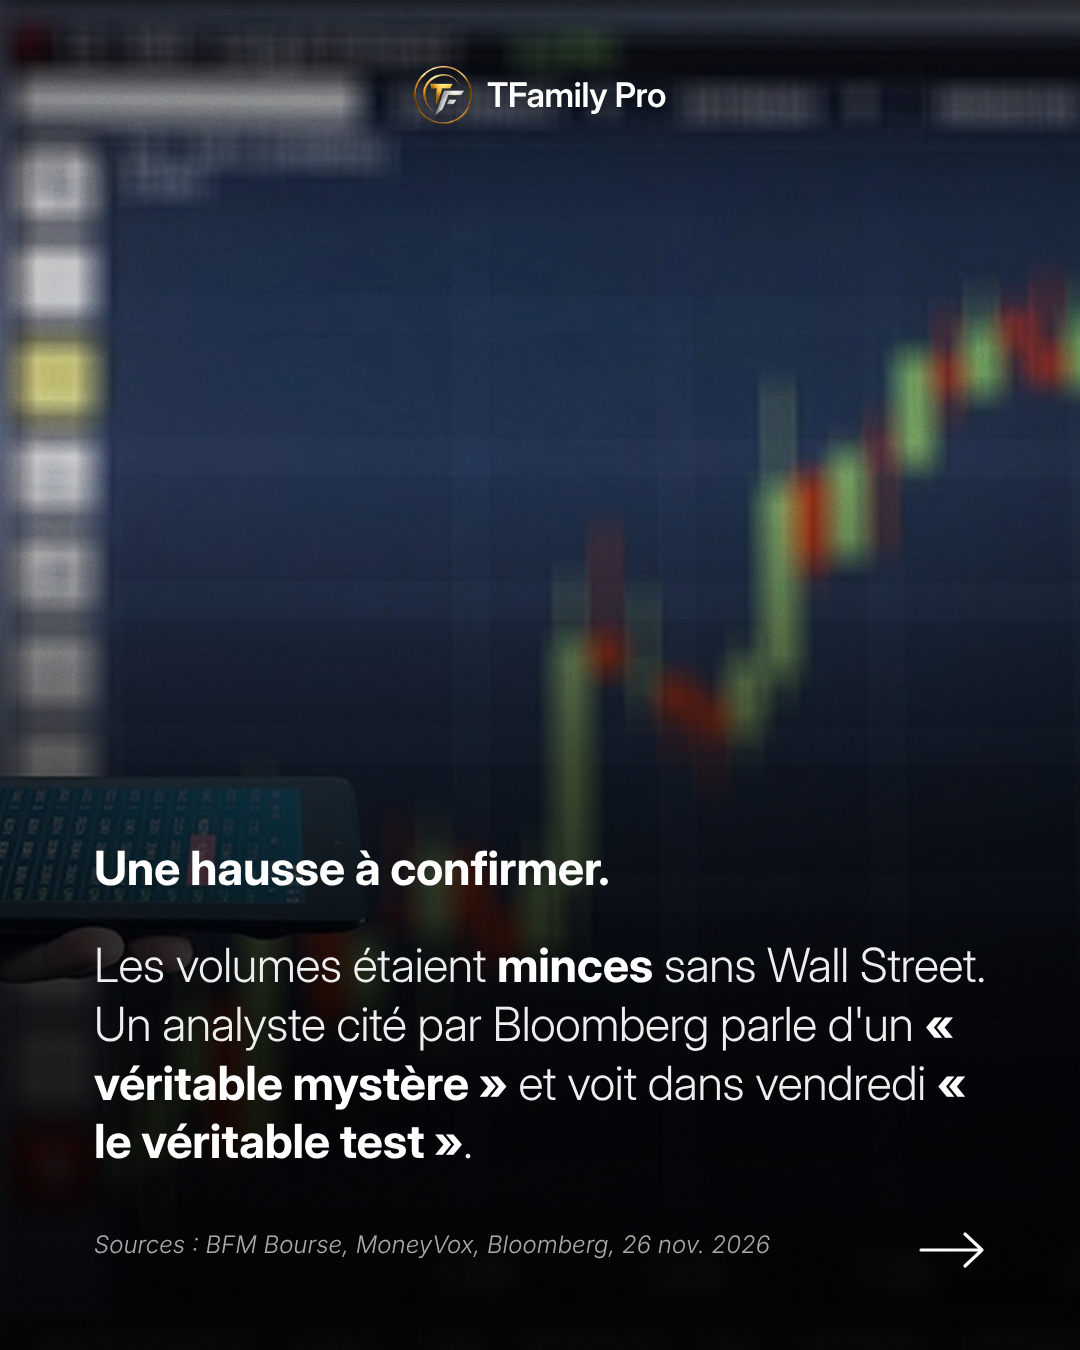 TFamily Pro
Une hausse à confirmer.
Les volumes étaient minces sans Wall Street.
Un analyste cité par Bloomberg parle d'un «
véritable mystère » et voit dans vendredi «
le véritable test ».
Sources : BFM Bourse, MoneyVox, Bloomberg, 26 nov. 2026